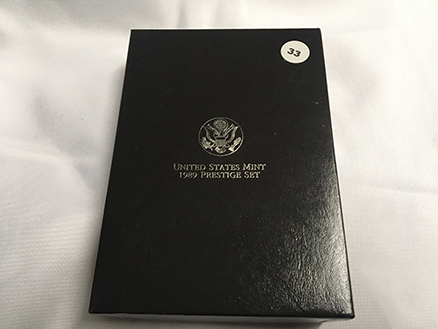 33
UNITED STATES MINT
1989 PRESTIGE SET